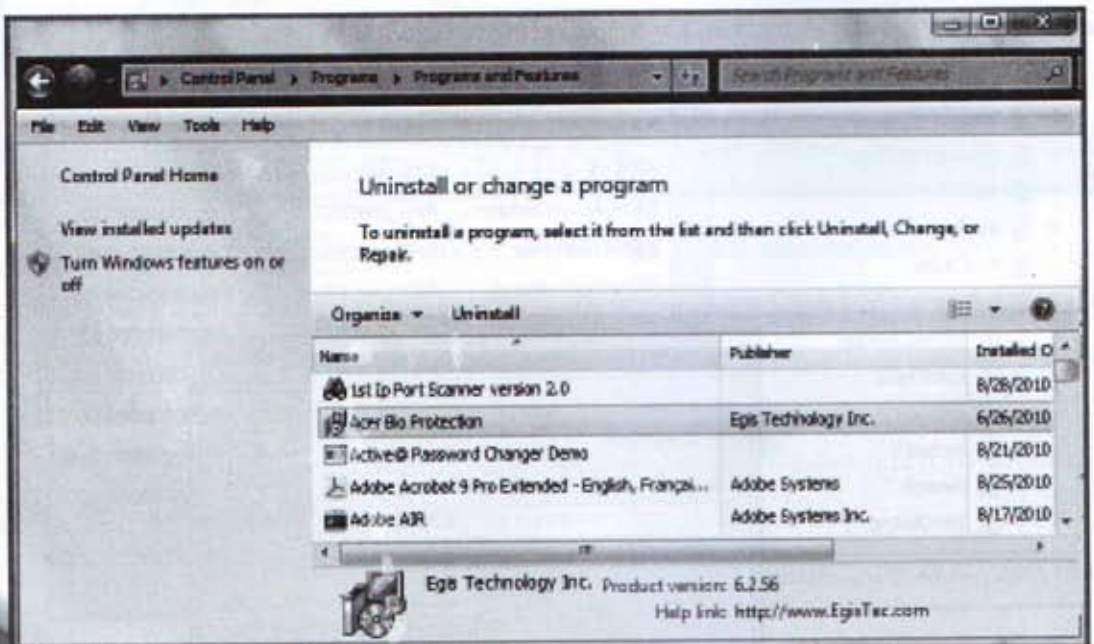 Control Panel ▸ Programs ▸ Programs and Features
Search Programs and Features
File Edit View Tools Help
Control Panel Home
View installed updates
Turn Windows features on or
off
Uninstall or change a program
To uninstall a program, select it from the list and then click Uninstall, Change, or
Repair.
Organize Uninstall
Name Publisher Installed O
1st Ip Port Scanner version 2.0 8/28/2010
Acer Bio Protection Egis Technology Inc. 6/26/2010
Active@ Password Changer Demo 8/21/2010
Adobe Acrobat 9 Pro Extended - English, Françai... Adobe Systems 8/25/2010
Adobe AIR Adobe Systems Inc. 8/17/2010
Egis Technology Inc. Product version: 6.2.56
Help link: http://www.EgisTec.com